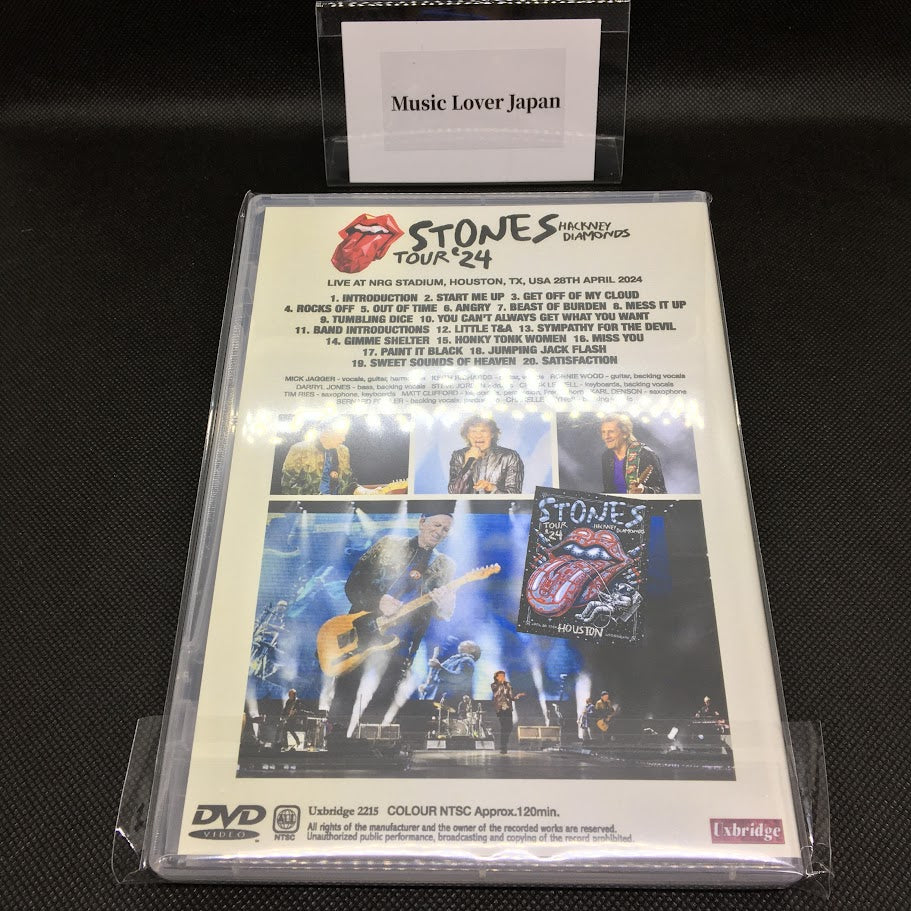 Music Lover Japan
STONES HACKNEY DIAMONDS
TOUR '24
LIVE AT NRG STADIUM, HOUSTON, TX, USA 28TH APRIL 2024
1. INTRODUCTION 2. START ME UP 3. GET OFF OF MY CLOUD
4. ROCKS OFF 5. OUT OF TIME 6. ANGRY 7. BEAST OF BURDEN 8. MESS IT UP
9. TUMBLING DICE 10. YOU CAN'T ALWAYS GET WHAT YOU WANT
11. BAND INTRODUCTIONS 12. LITTLE T&A 13. SYMPATHY FOR THE DEVIL
14. GIMME SHELTER 15. HONKY TONK WOMEN 16. MISS YOU
17. PAINT IT BLACK 18. JUMPING JACK FLASH
19. SWEET SOUNDS OF HEAVEN 20. SATISFACTION
MICK JAGGER - vocals, guitar, RONNIE WOOD - guitar, backing vocals
DARRYL JONES - bass, backing vocals - keyboards, backing vocals
TIM RIES - saxophone, keyboards MATT CLIFFORD - KARL DENSON - saxophone
- backing vocals
STONES
TOUR '24 HACKNEY DIAMONDS
HOUSTON
DVD VIDEO
ALL NTSC
Uxbridge 2215 COLOUR NTSC Approx.120min.
All rights of the manufacturer and the owner of the recorded works are reserved.
Unauthorized public performance, broadcasting and copying of the record prohibited.
Uxbridge